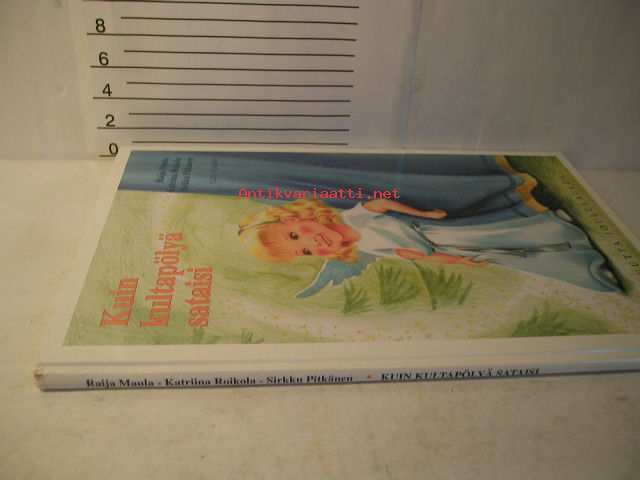 8
6
4
2
0
Antikvariaatti.net
Kuin
kultapölyä
sataisi
Raija Maula - Katriina Roikola - Sirkku Pitkänen • KUIN KULTAPÖLYÄ SATAISI